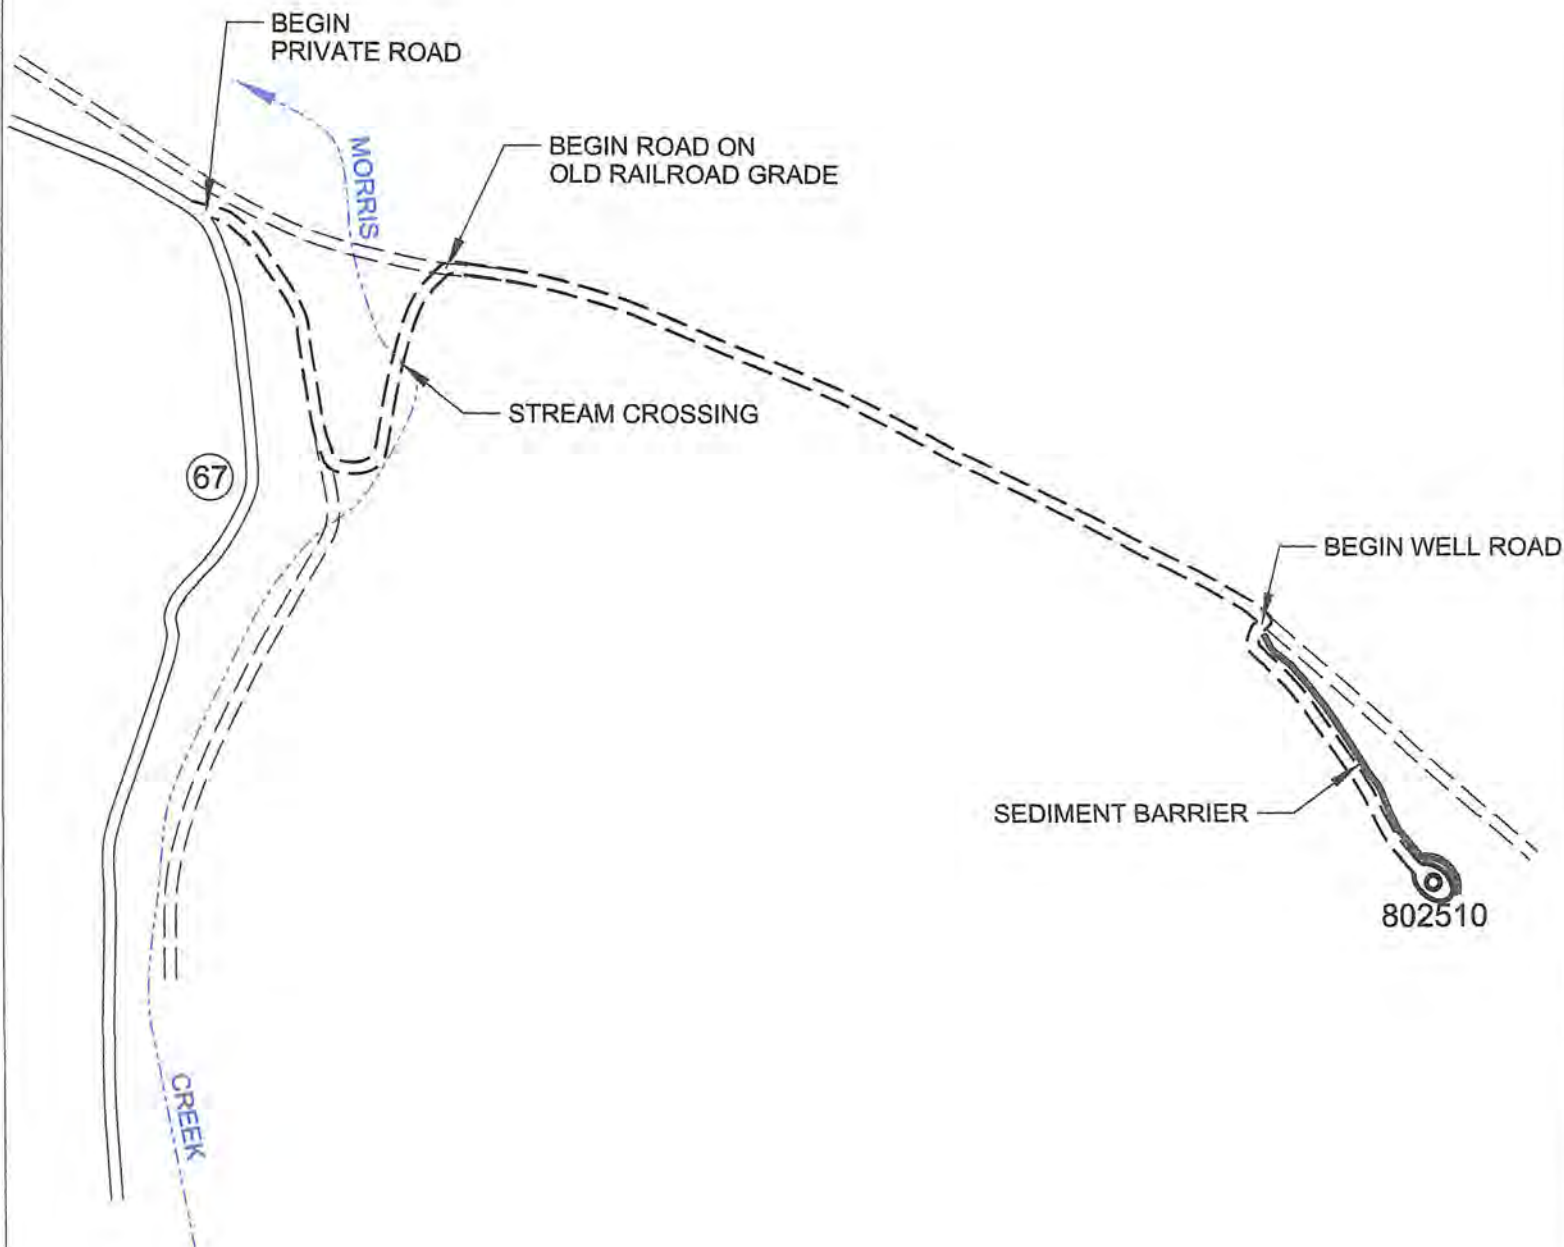 BEGIN
PRIVATE ROAD
MORRIS
BEGIN ROAD ON
OLD RAILROAD GRADE
STREAM CROSSING
67
BEGIN WELL ROAD
SEDIMENT BARRIER
802510
CREEK